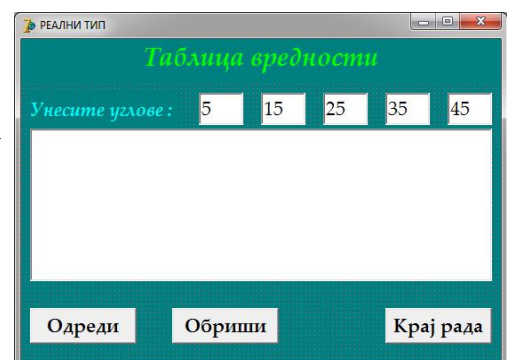 РЕАЛНИ ТИП
Таблица вредности
Унесите углове : 5 15 25 35 45
Одреди Обриши Крај рада